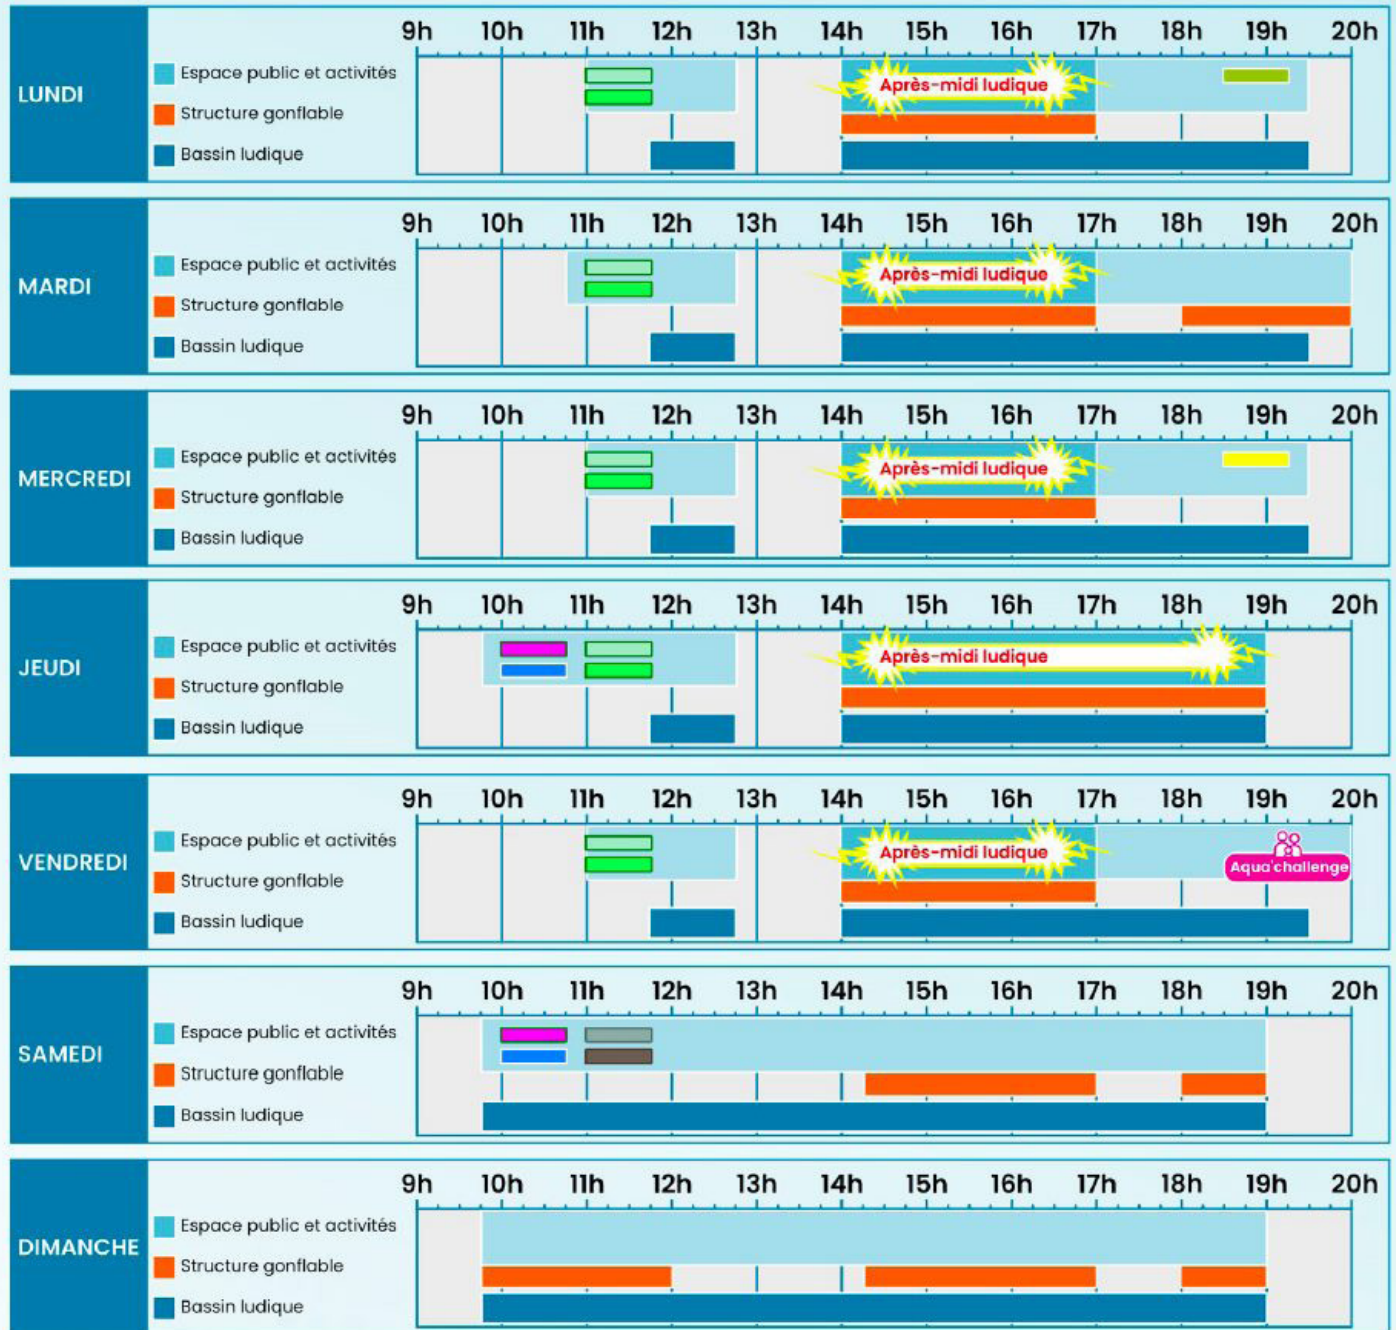 9h 10h 11h 12h 13h 14h 15h 16h 17h 18h 19h 20h
LUNDI
Espace public et activités
Structure gonflable
Bassin ludique
Après-midi ludique
9h 10h 11h 12h 13h 14h 15h 16h 17h 18h 19h 20h
MARDI
Espace public et activités
Structure gonflable
Bassin ludique
Après-midi ludique
9h 10h 11h 12h 13h 14h 15h 16h 17h 18h 19h 20h
MERCREDI
Espace public et activités
Structure gonflable
Bassin ludique
Après-midi ludique
9h 10h 11h 12h 13h 14h 15h 16h 17h 18h 19h 20h
JEUDI
Espace public et activités
Structure gonflable
Bassin ludique
Après-midi ludique
9h 10h 11h 12h 13h 14h 15h 16h 17h 18h 19h 20h
VENDREDI
Espace public et activités
Structure gonflable
Bassin ludique
Après-midi ludique
Aqua'challenge
9h 10h 11h 12h 13h 14h 15h 16h 17h 18h 19h 20h
SAMEDI
Espace public et activités
Structure gonflable
Bassin ludique
9h 10h 11h 12h 13h 14h 15h 16h 17h 18h 19h 20h
DIMANCHE
Espace public et activités
Structure gonflable
Bassin ludique